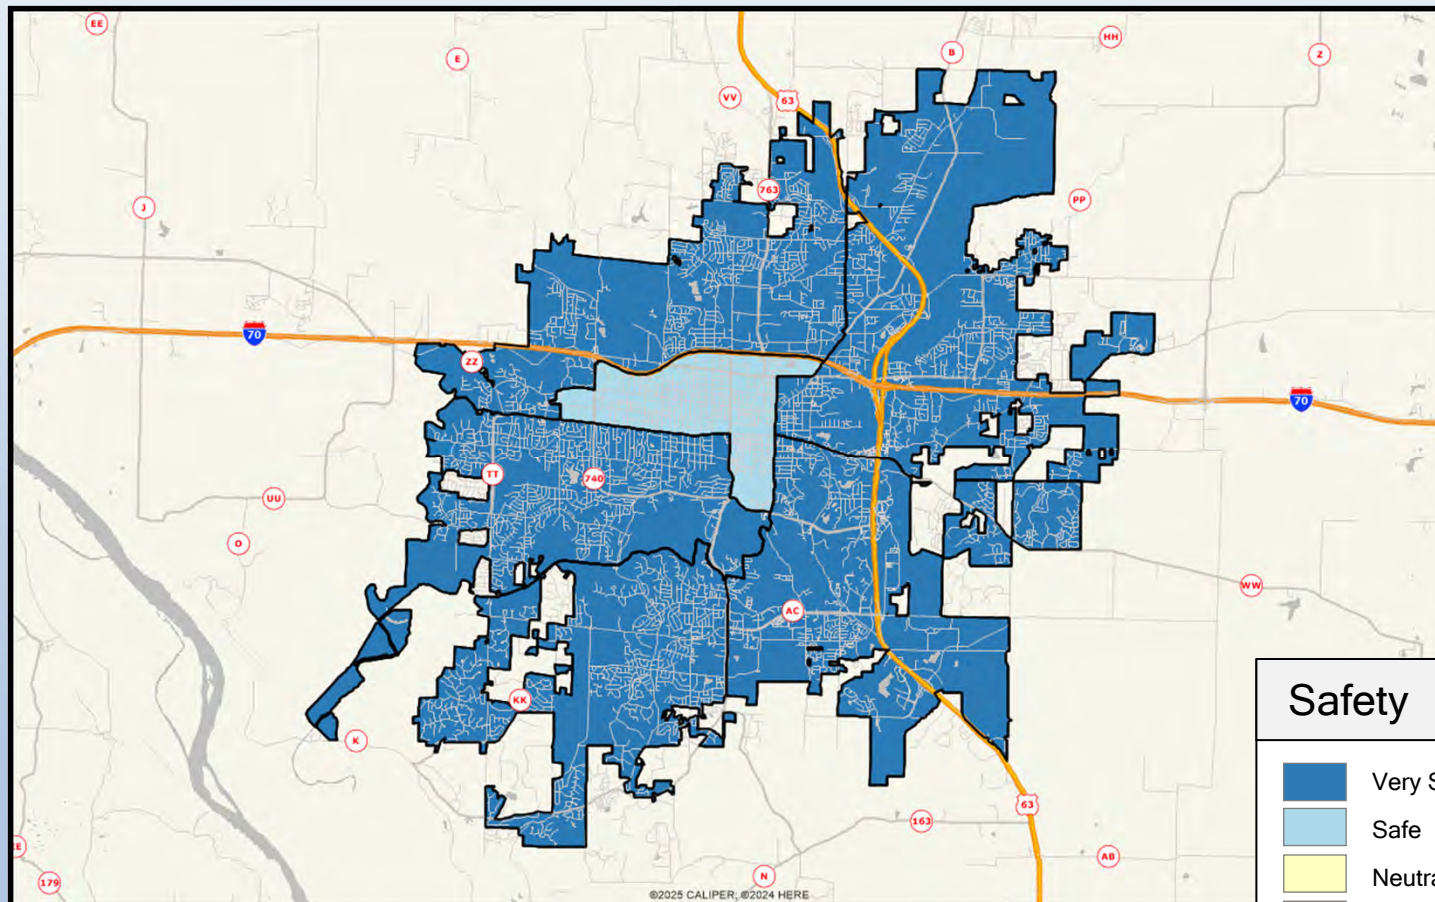 EE
E
B
HH
Z
VV
63
763
PP
J
70
ZZ
70
TT
740
UU
O
WW
AC
KK
K
Safety
Very S
63
Safe
163
AB
Neutra
N
179
©2025 CALIPER; ©2024 HERE